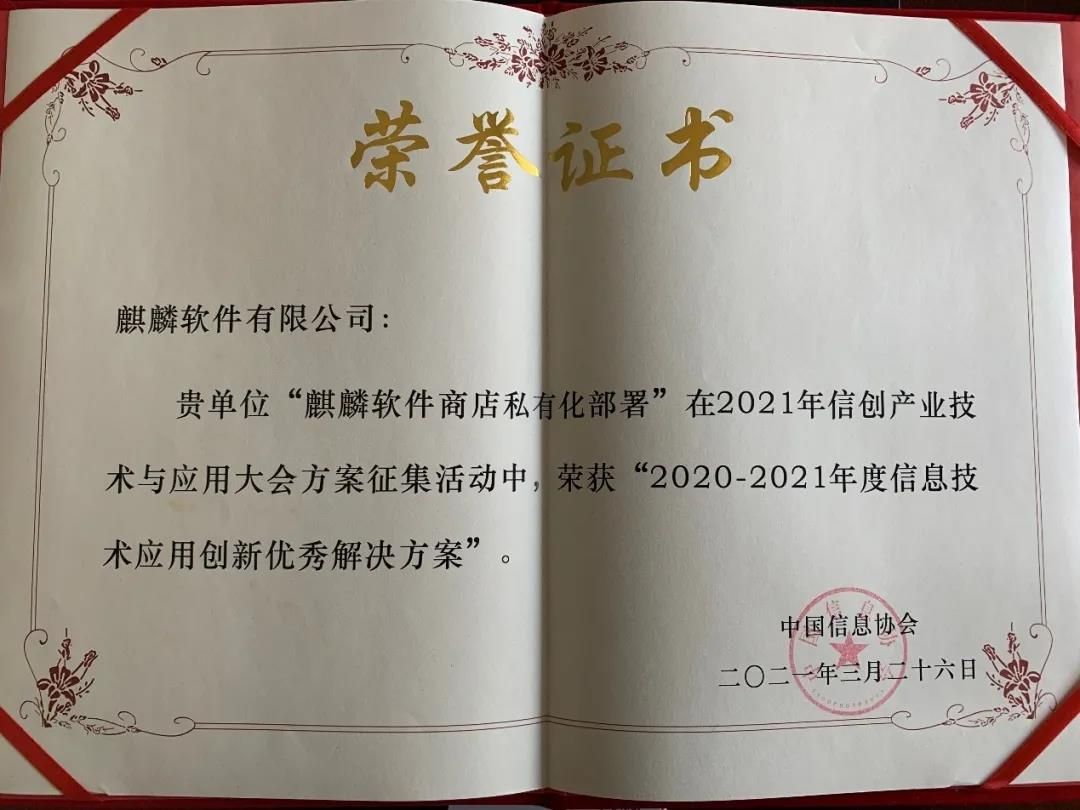 荣誉证书
麒麟软件有限公司：
贵单位“麒麟软件商店私有化部署”在2021年信创产业技
术与应用大会方案征集活动中，荣获“2020-2021年度信息技
术应用创新优秀解决方案”。
中国信息协会
二〇二一年三月二十六日